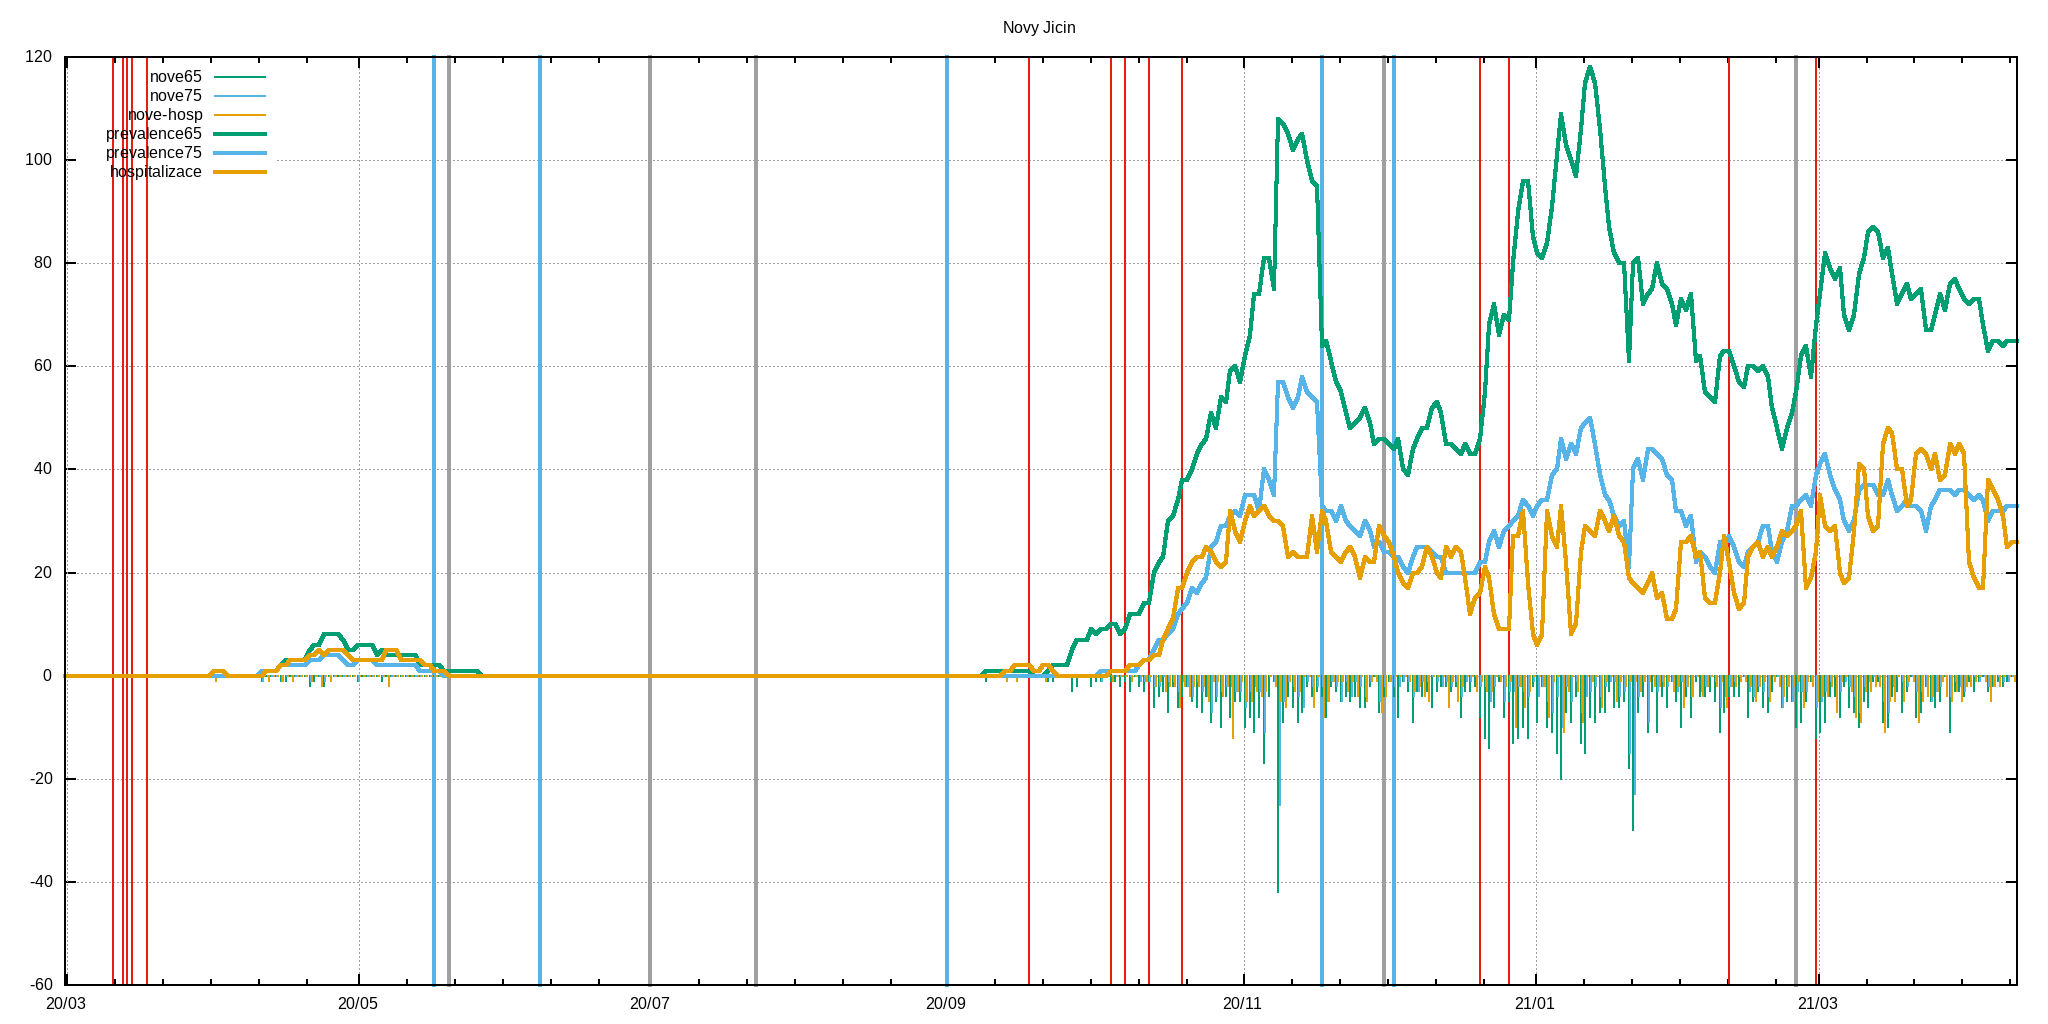 Novy Jicin
120
100
80
60
40
20
0
-20
-40
-60
nove65
nove75
nove-hosp
prevalence65
prevalence75
hospitalizace
20/03 20/05 20/07 20/09 20/11 21/01 21/03